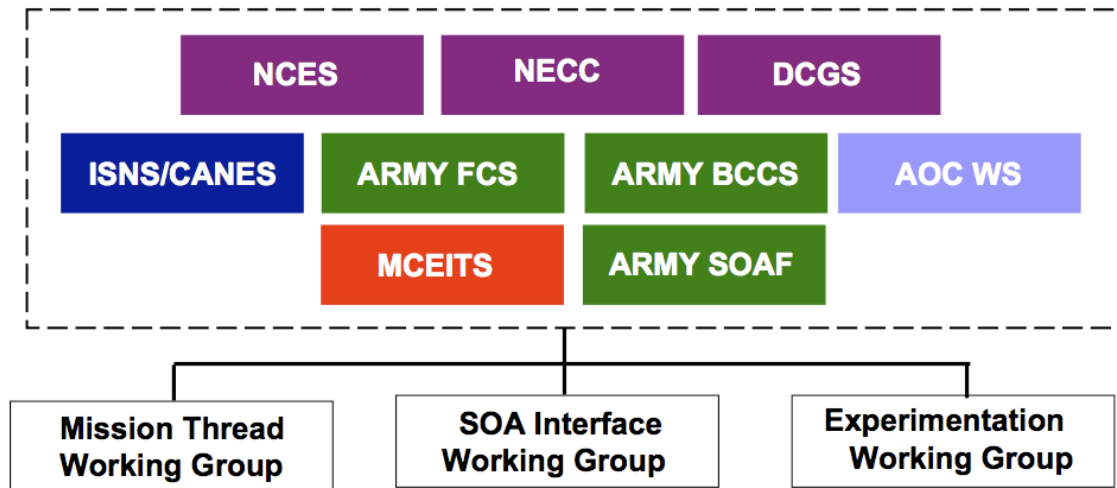 NCES
NECC
DCGS
ISNS/CANES
ARMY FCS
ARMY BCCS
AOC WS
MCEITS
ARMY SOAF
Mission Thread
Working Group
SOA Interface
Working Group
Experimentation
Working Group